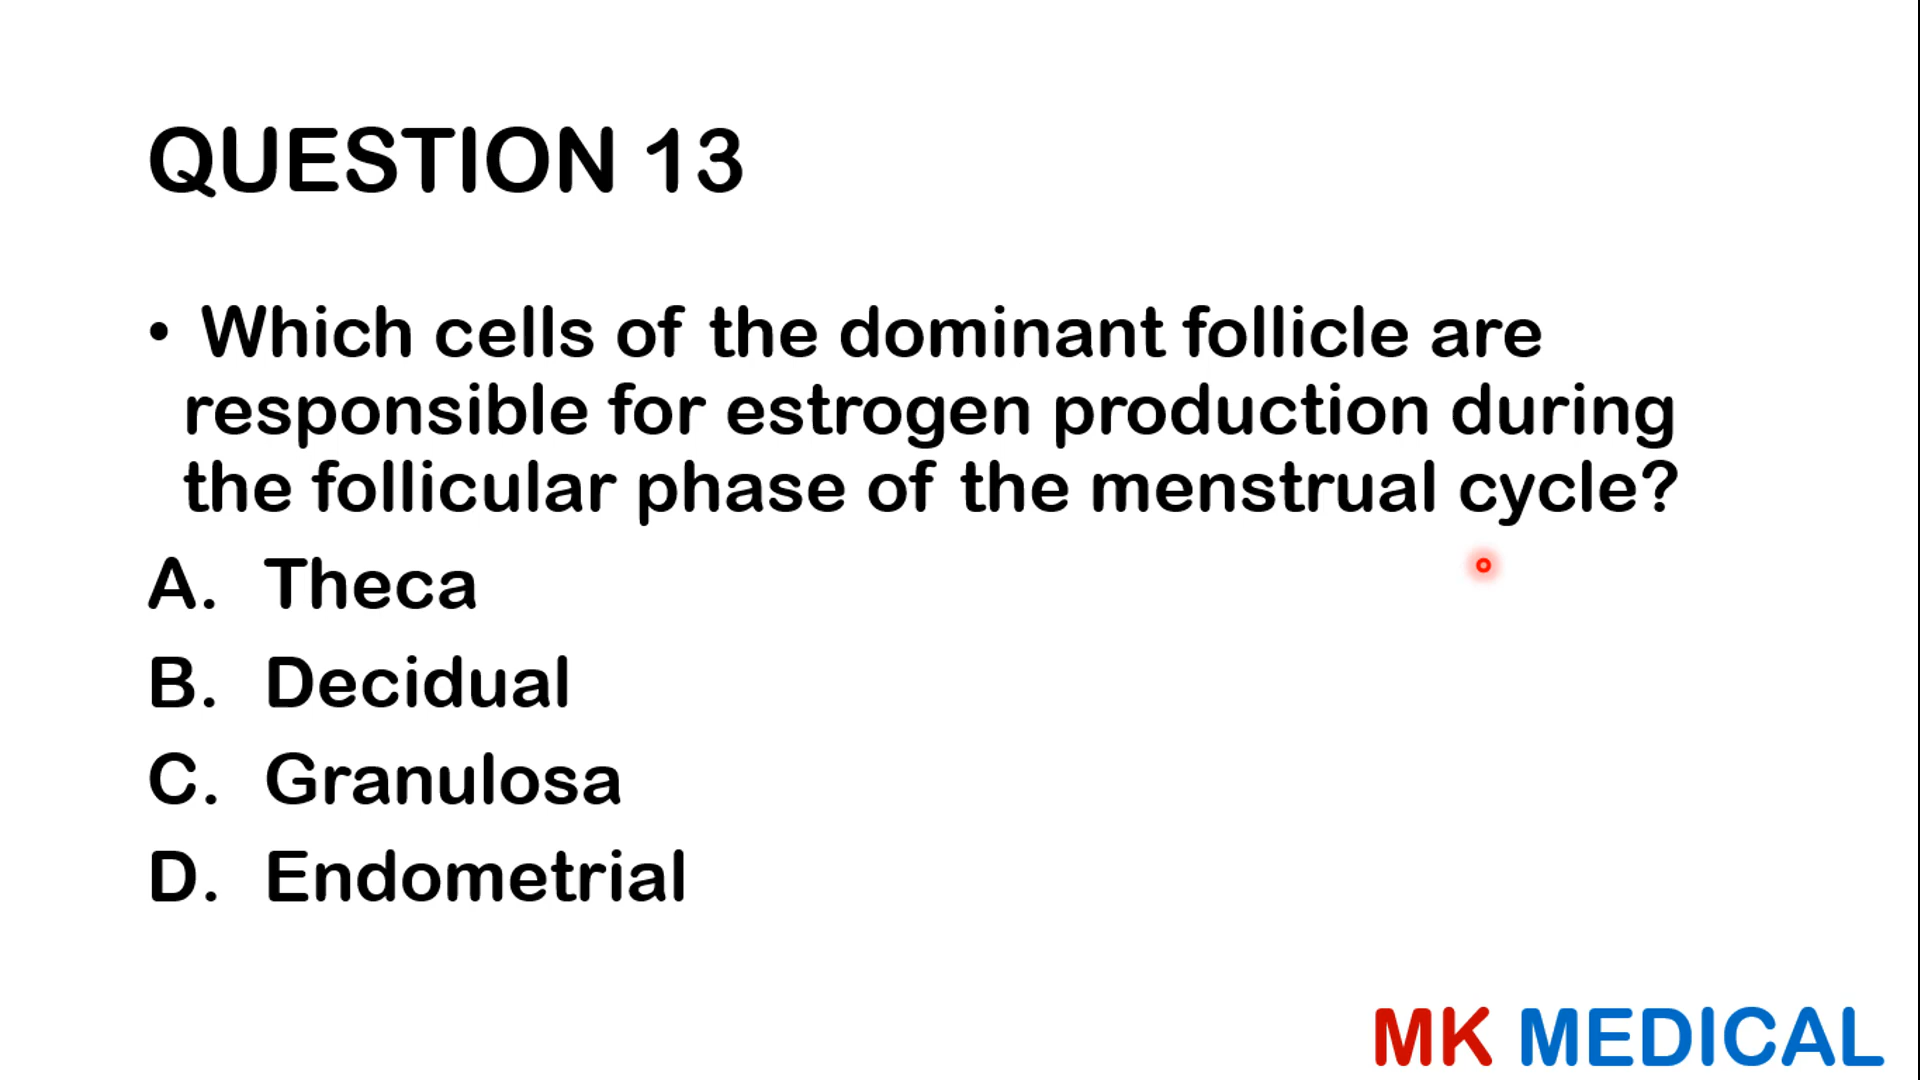 QUESTION 13
• Which cells of the dominant follicle are
responsible for estrogen production during
the follicular phase of the menstrual cycle?
A. Theca
B. Decidual
C. Granulosa
D. Endometrial
MK MEDICAL